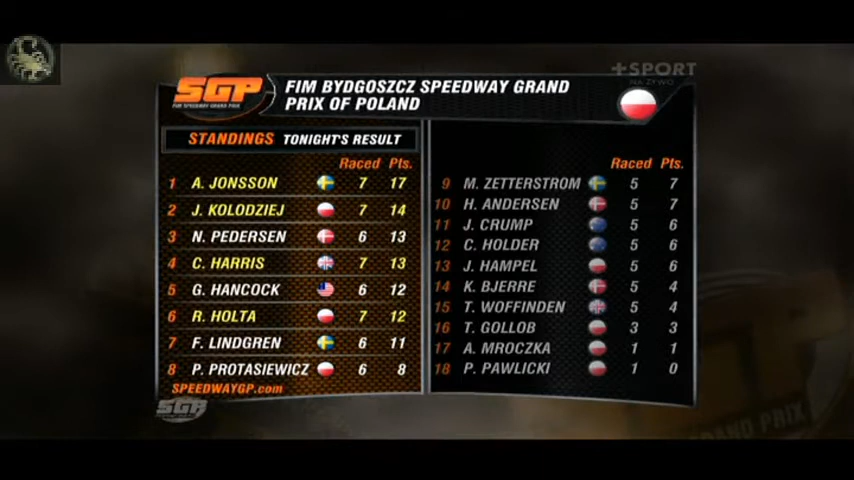 +SPORT
NA ŻYWO
SGP
FIM SPEEDWAY GRAND PRIX
FIM BYDGOSZCZ SPEEDWAY GRAND
PRIX OF POLAND
STANDINGS TONIGHT'S RESULT
Raced Pts.
1 A. JONSSON 7 17
2 J. KOLODZIEJ 7 14
3 N. PEDERSEN 6 13
4 C. HARRIS 7 13
5 G. HANCOCK 6 12
6 R. HOLTA 7 12
7 F. LINDGREN 6 11
8 P. PROTASIEWICZ 6 8
SPEEDWAYGP.com
Raced Pts.
9 M. ZETTERSTROM 5 7
10 H. ANDERSEN 5 7
11 J. CRUMP 5 6
12 C. HOLDER 5 6
13 J. HAMPEL 5 6
14 K. BJERRE 5 4
15 T. WOFFINDEN 5 4
16 T. GOLLOB 3 3
17 A. MROCZKA 1 1
18 P. PAWLICKI 1 0
SGP
GRAND PRIX